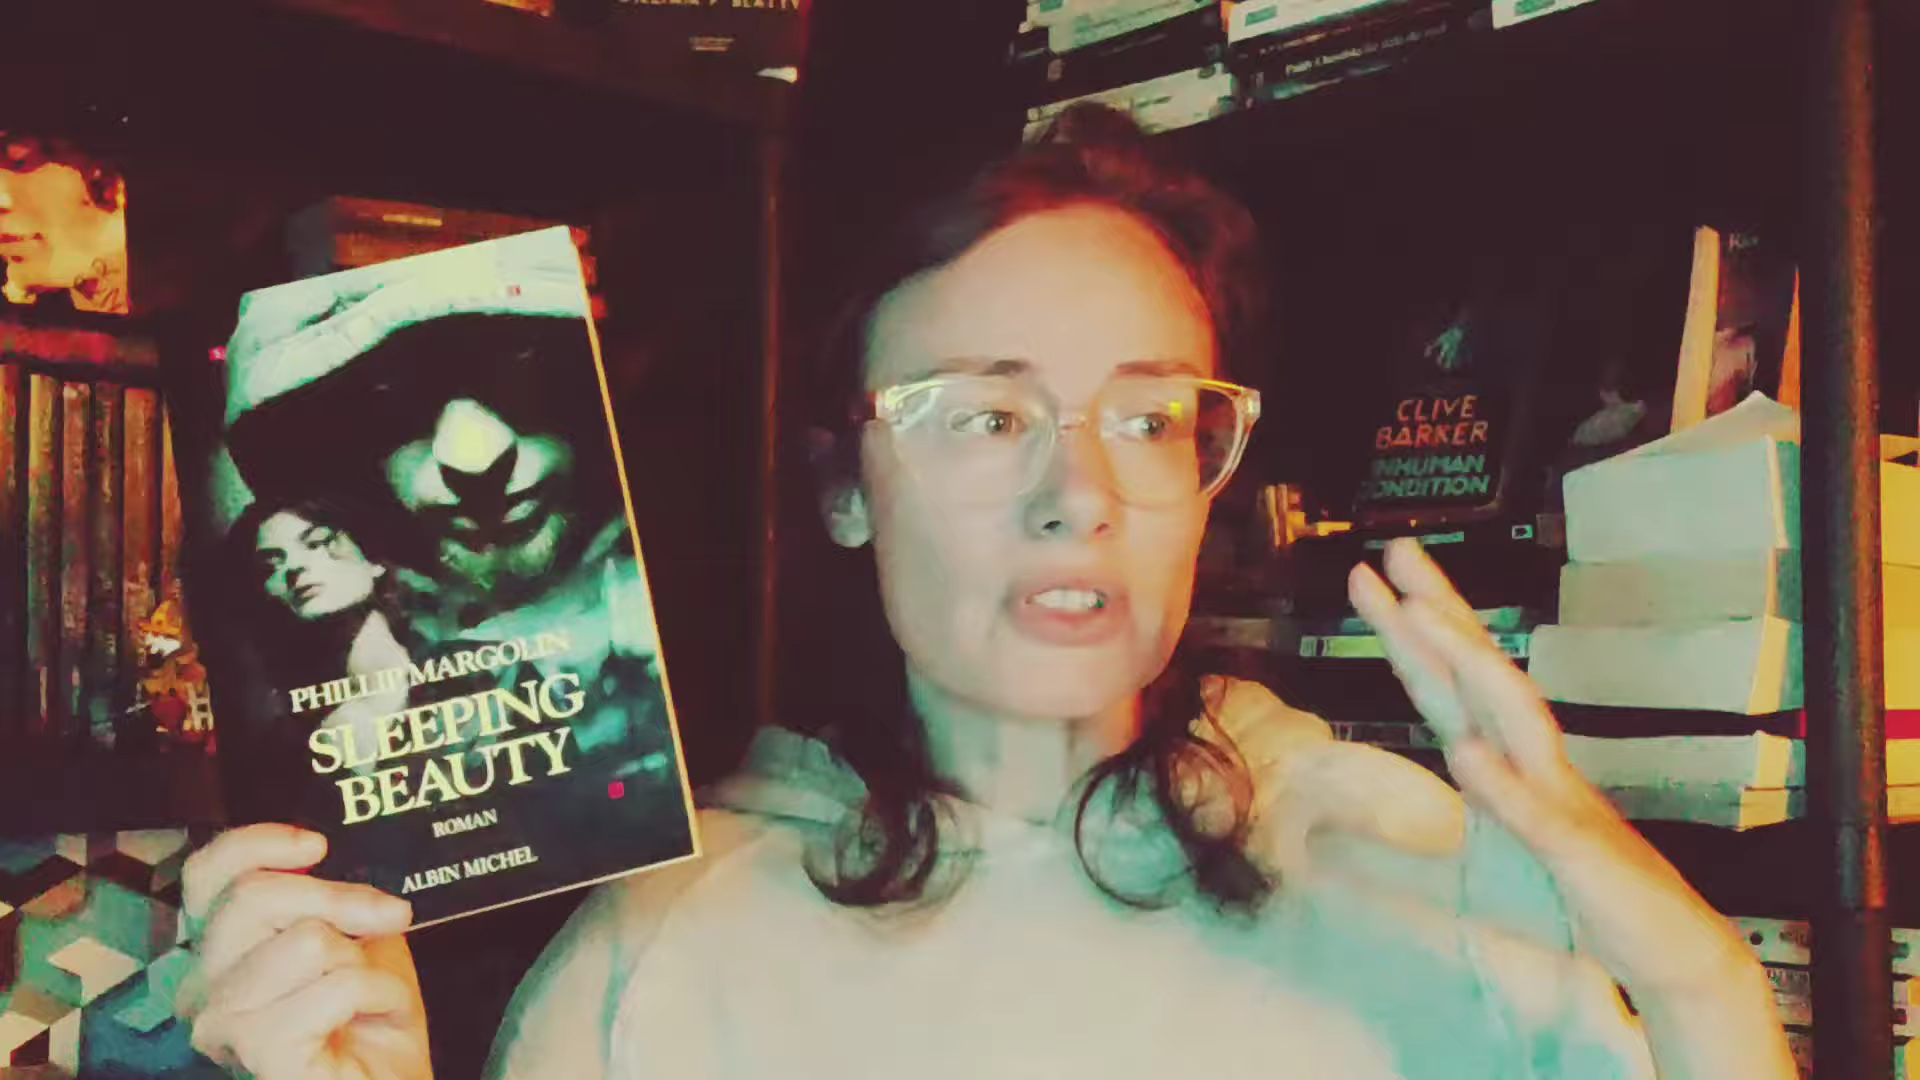 PHILLIP MARGOLIN
SLEEPING
BEAUTY
ROMAN
ALBIN MICHEL
CLIVE
BARKER
INHUMAN
CONDITION